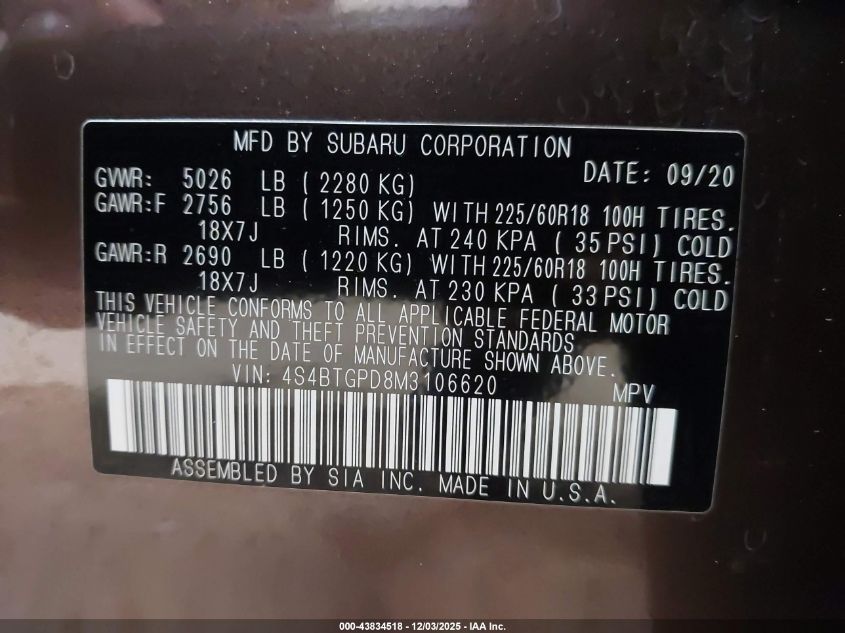 MFD BY SUBARU CORPORATION
DATE: 09/20
GVWR: 5026 LB ( 2280 KG)
GAWR:F 2756 LB ( 1250 KG) WITH 225/60R18 100H TIRES.
18X7J RIMS. AT 240 KPA ( 35 PSI) COLD
GAWR:R 2690 LB ( 1220 KG) WITH 225/60R18 100H TIRES.
18X7J RIMS. AT 230 KPA ( 33 PSI) COLD
THIS VEHICLE CONFORMS TO ALL APPLICABLE FEDERAL MOTOR
VEHICLE SAFETY AND THEFT PREVENTION STANDARDS
IN EFFECT ON THE DATE OF MANUFACTURE SHOWN ABOVE.
VIN: 4S4BTGPD8M3106620 MPV
ASSEMBLED BY SIA INC. MADE IN U.S.A.
000-43834518 - 12/03/2025 - IAA Inc.